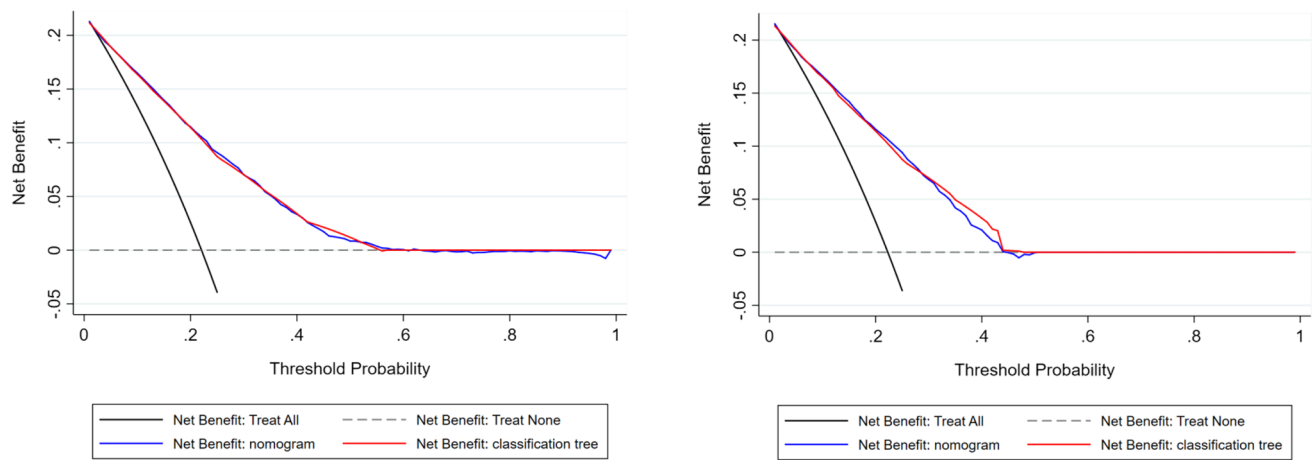 Net Benefit
.2
.15
.1
.05
0
-.05
0
.2
.4
.6
.8
1
Threshold Probability
Net Benefit: Treat All
Net Benefit: Treat None
Net Benefit: nomogram
Net Benefit: classification tree
Net Benefit
.2
.15
.1
.05
0
-.05
0
.2
.4
.6
.8
1
Threshold Probability
Net Benefit: Treat All
Net Benefit: Treat None
Net Benefit: nomogram
Net Benefit: classification tree